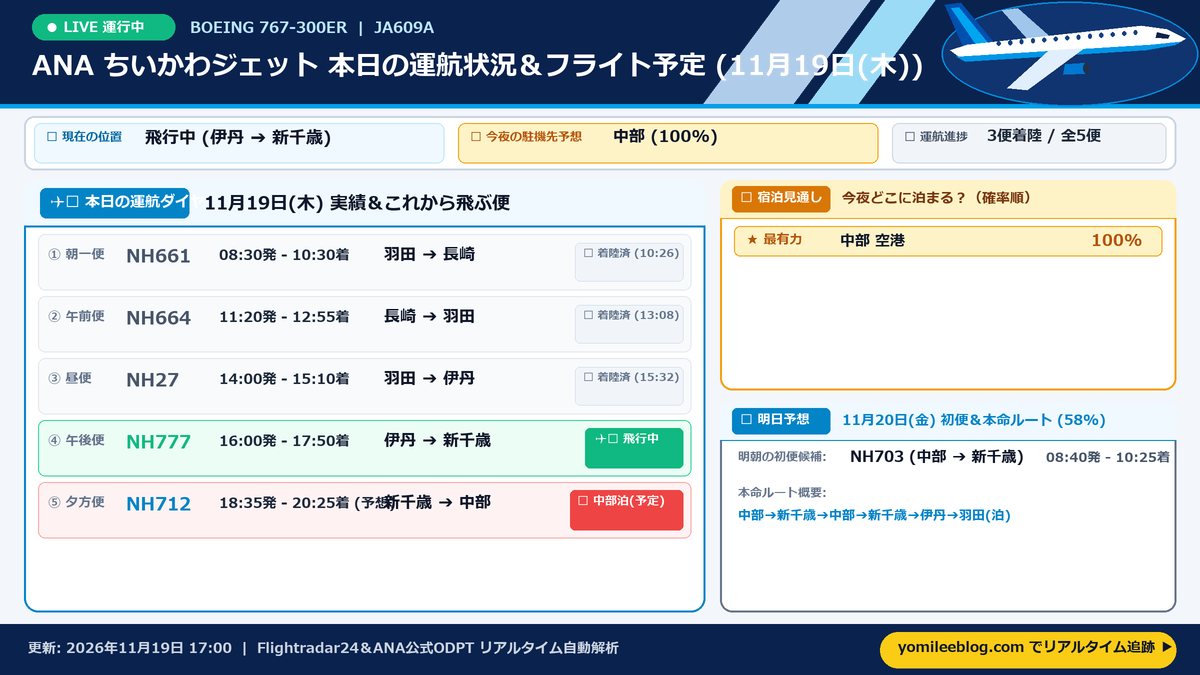 ● LIVE 運行中 BOEING 767-300ER | JA609A
ANA ちいかわジェット 本日の運航状況＆フライト予定 (11月19日(木))
□ 現在の位置 飛行中 (伊丹 → 新千歳)
□ 今夜の駐機先予想 中部 (100%)
□ 運航進捗 3便着陸 / 全5便
✈□ 本日の運航ダイ 11月19日(木) 実績＆これから飛ぶ便
① 朝一便 NH661 08:30発 - 10:30着 羽田 → 長崎 □ 着陸済 (10:26)
② 午前便 NH664 11:20発 - 12:55着 長崎 → 羽田 □ 着陸済 (13:08)
③ 昼便 NH27 14:00発 - 15:10着 羽田 → 伊丹 □ 着陸済 (15:32)
④ 午後便 NH777 16:00発 - 17:50着 伊丹 → 新千歳 ✈□ 飛行中
⑤ 夕方便 NH712 18:35発 - 20:25着 (予想) 新千歳 → 中部 □ 中部泊(予定)
□ 宿泊見通し 今夜どこに泊まる？ (確率順)
★ 最有力 中部 空港 100%
□ 明日予想 11月20日(金) 初便＆本命ルート (58%)
明朝の初便候補: NH703 (中部 → 新千歳) 08:40発 - 10:25着
本命ルート概要:
中部→新千歳→中部→新千歳→伊丹→羽田(泊)
更新: 2026年11月19日 17:00 | Flightradar24＆ANA公式ODPT リアルタイム自動解析
yomileeblog.com でリアルタイム追跡 ▶